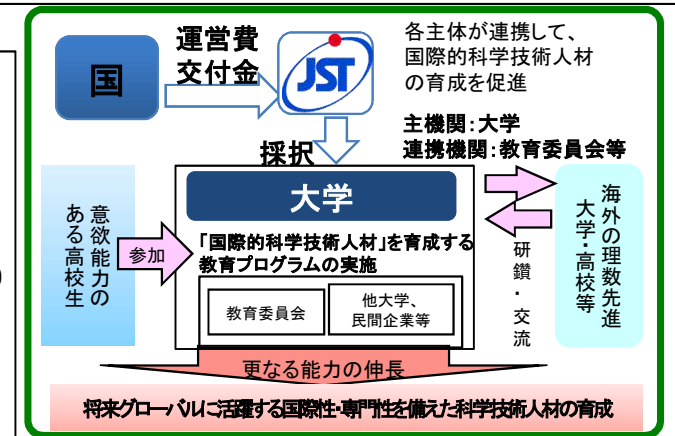 国
運営費
交付金
JST
各主体が連携して、
国際的科学技術人材
の育成を促進
主機関：大学
連携機関：教育委員会等
採択
大学
意欲能力の
ある高校生
参加
「国際的科学技術人材」を育成する
教育プログラムの実施
教育委員会
他大学、
民間企業等
研鑽・交流
海外の理数先進
大学・高校等
更なる能力の伸長
将来グローバルに活躍する国際性・専門性を備えた科学技術人材の育成